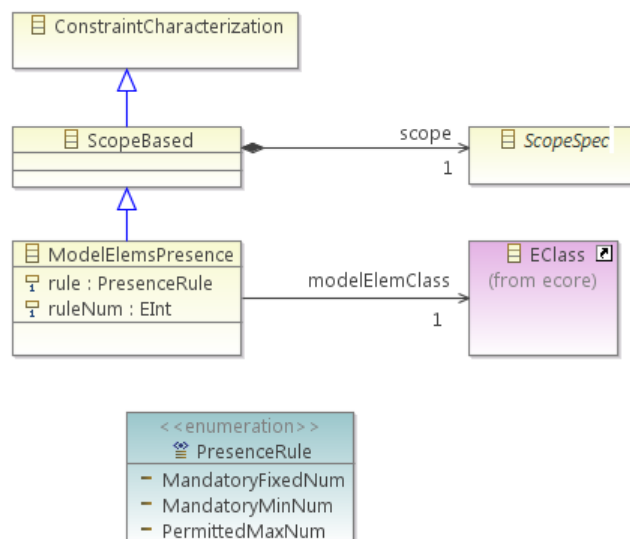 ConstraintCharacterization
ScopeBased
scope
1
ScopeSpec
ModelElemsPresence
rule : PresenceRule
ruleNum : EInt
modelElemClass
1
EClass
(from ecore)
<<enumeration>>
PresenceRule
MandatoryFixedNum
MandatoryMinNum
PermittedMaxNum